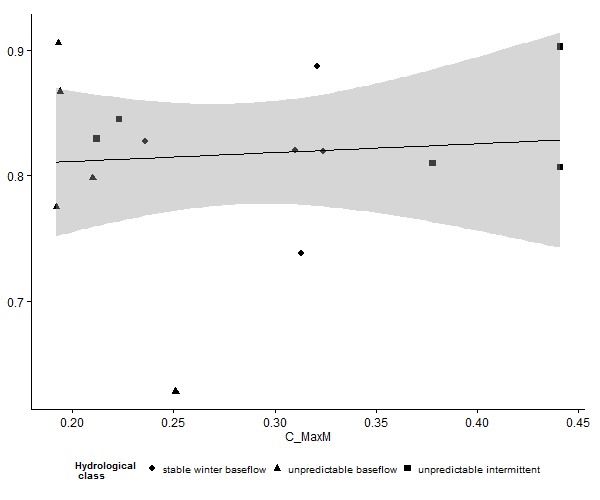 0.9
0.8
0.7
0.20 0.25 0.30 0.35 0.40 0.45
C_MaxM
Hydrological
class
stable winter baseflow unpredictable baseflow unpredictable intermittent